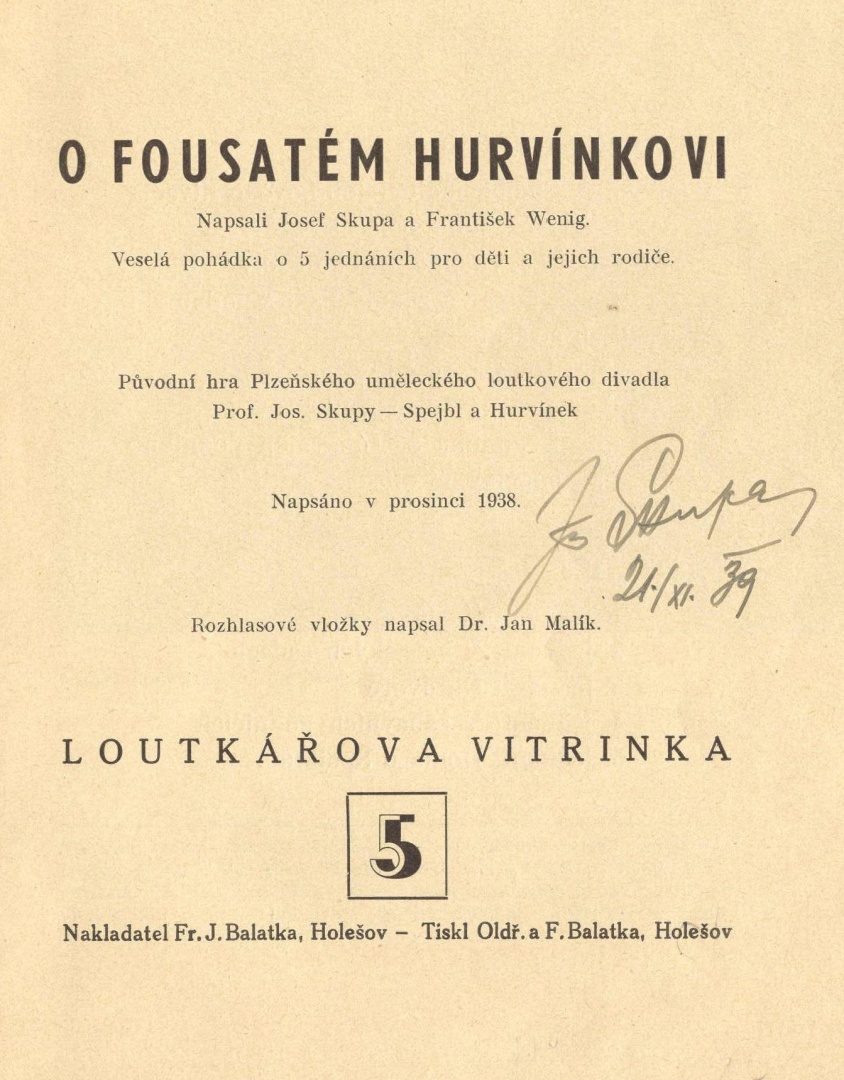 O FOUSATÉM HURVÍNKOVI
Napsali Josef Skupa a František Wenig.
Veselá pohádka o 5 jednáních pro děti a jejich rodiče.
Původní hra Plzeňského uměleckého loutkového divadla
Prof. Jos. Skupy — Spejbl a Hurvínek
Napsáno v prosinci 1938.
Jos Skupa
21./XI. 39
Rozhlasové vložky napsal Dr. Jan Malík.
LOUTKÁŘOVA VITRINKA
5
Nakladatel Fr. J. Balatka, Holešov – Tiskl Oldř. a F. Balatka, Holešov